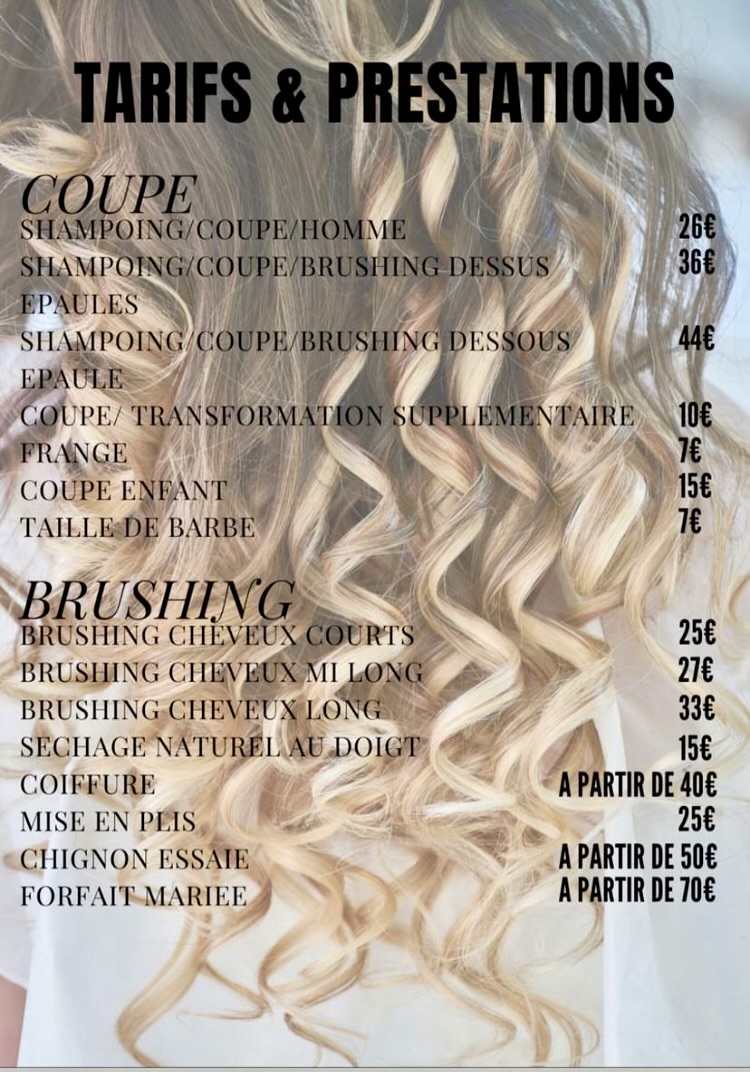 TARIFS & PRESTATIONS
COUPE
SHAMPOING/COUPE/HOMME 26€
SHAMPOING/COUPE/BRUSHING DESSUS 36€
EPAULES
SHAMPOING/COUPE/BRUSHING DESSOUS 44€
EPAULE
COUPE/ TRANSFORMATION SUPPLEMENTAIRE 10€
FRANGE 7€
COUPE ENFANT 15€
TAILLE DE BARBE 7€
BRUSHING
BRUSHING CHEVEUX COURTS 25€
BRUSHING CHEVEUX MI LONG 27€
BRUSHING CHEVEUX LONG 33€
SECHAGE NATUREL AU DOIGT 15€
COIFFURE A PARTIR DE 40€
MISE EN PLIS 25€
CHIGNON ESSAIE A PARTIR DE 50€
FORFAIT MARIEE A PARTIR DE 70€